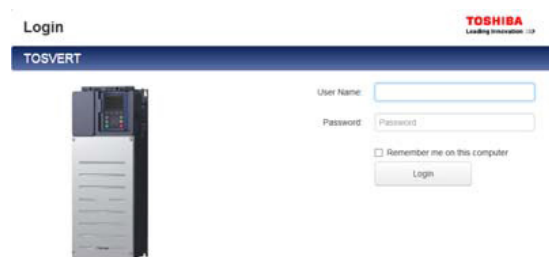 Login
TOSHIBA
Leading Innovation >>>
TOSVERT
User Name:
Password:
Password
Remember me on this computer
Login